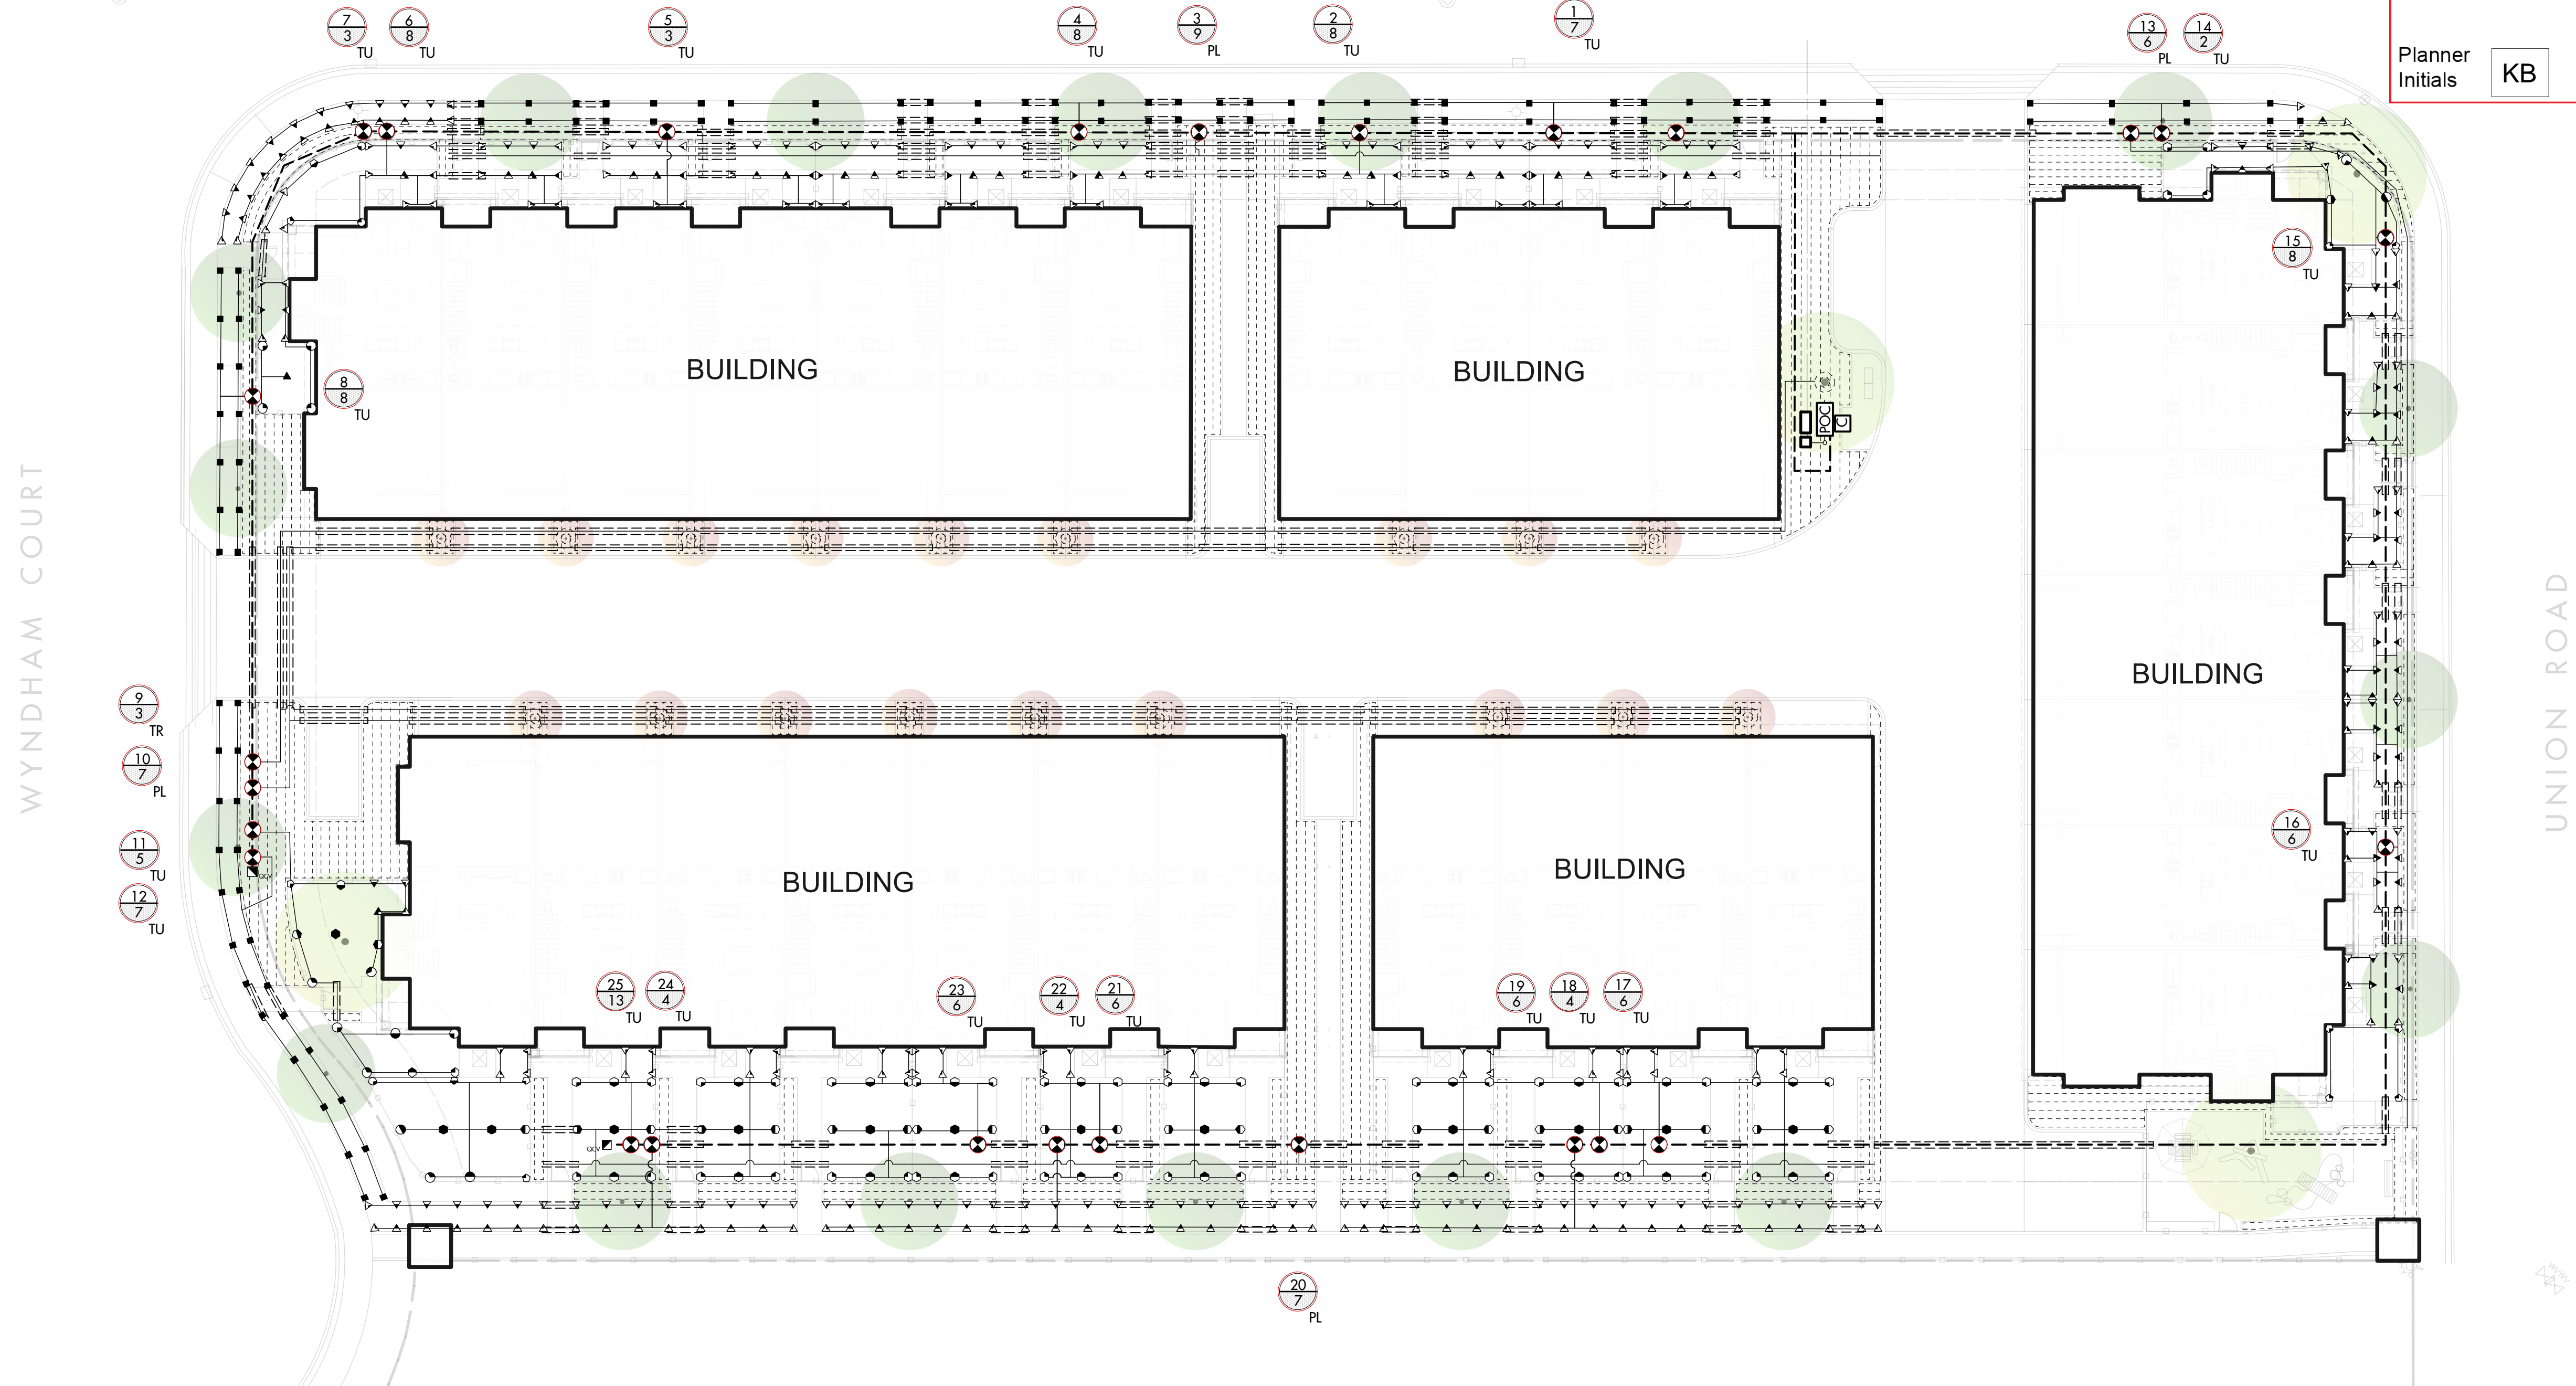 7
3
TU
6
8
TU
5
3
TU
4
8
TU
3
9
PL
2
8
TU
1
7
TU
13
6
PL
14
2
TU
Planner
Initials
KB
15
8
TU
BUILDING
BUILDING
8
8
TU
POC
C
WYNDHAM COURT
UNION ROAD
BUILDING
9
3
TR
10
7
PL
11
5
TU
12
7
TU
QCV
16
6
TU
BUILDING
BUILDING
25
13
TU
24
4
TU
23
6
TU
22
4
TU
21
6
TU
19
6
TU
18
4
TU
17
6
TU
QCV
20
7
PL